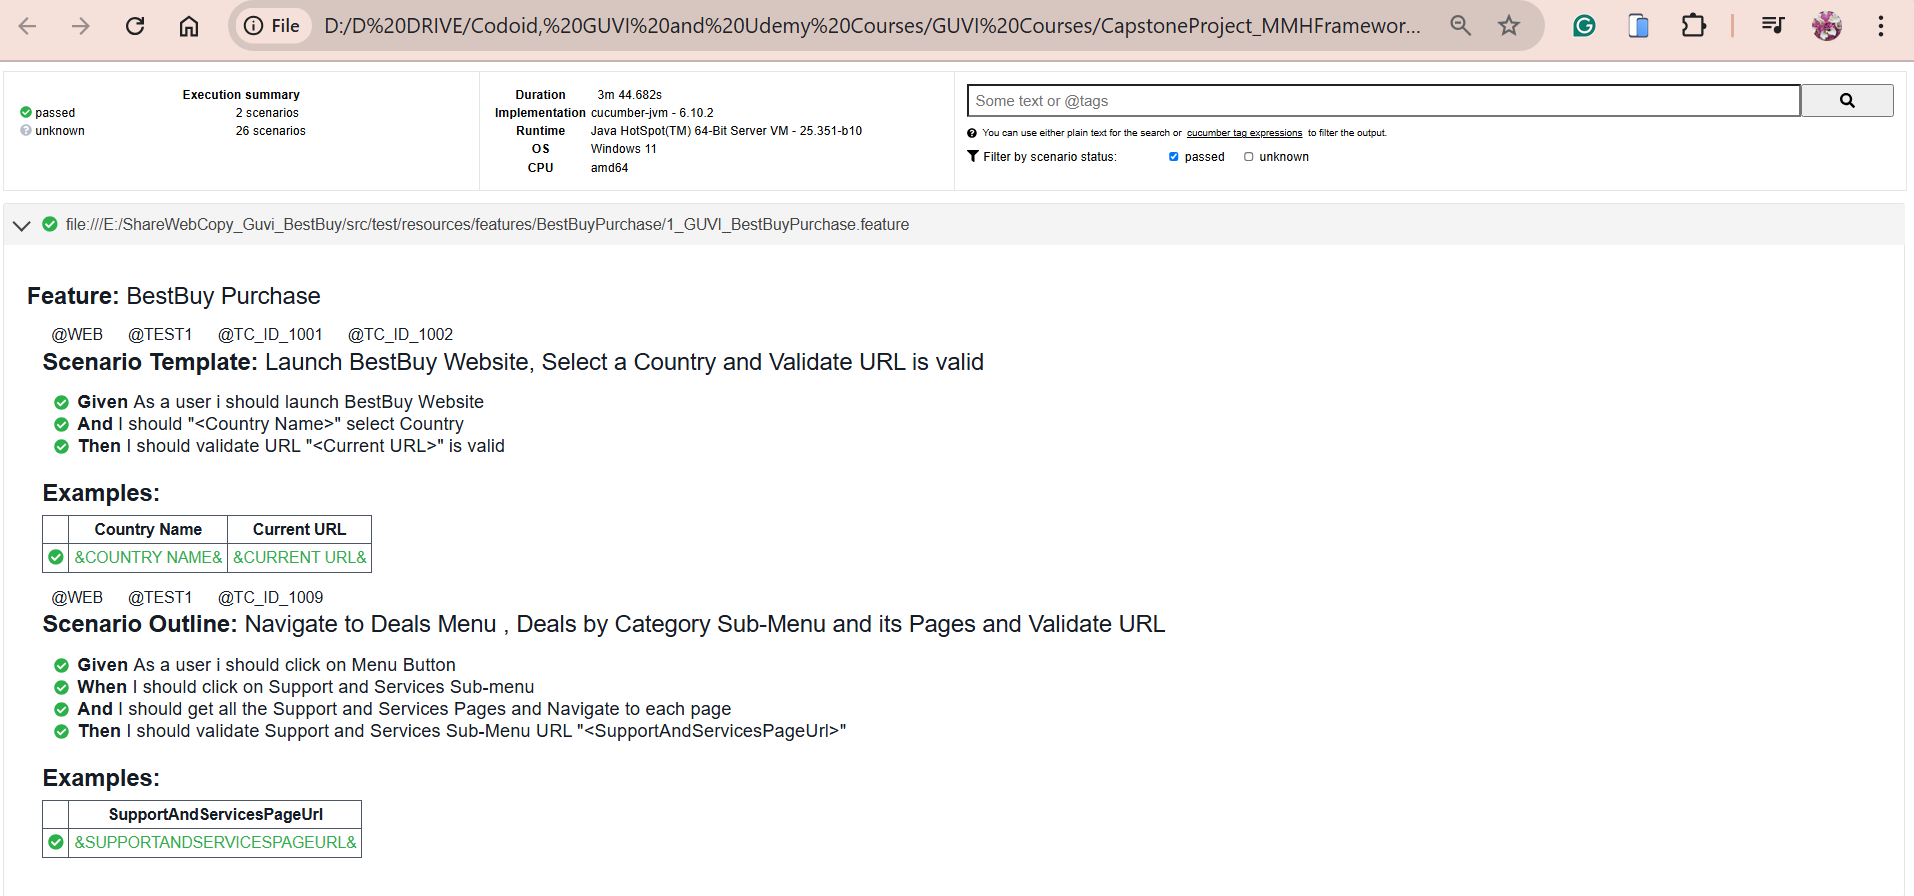 File D:/D%20DRIVE/Codoid,%20GUVI%20and%20Udemy%20Courses/GUVI%20Courses/CapstoneProject_MMHFramewor...
Execution summary
passed 2 scenarios
unknown 26 scenarios
Duration 3m 44.682s
Implementation cucumber-jvm - 6.10.2
Runtime Java HotSpot(TM) 64-Bit Server VM - 25.351-b10
OS Windows 11
CPU amd64
Some text or @tags
You can use either plain text for the search or cucumber tag expressions to filter the output.
Filter by scenario status: passed unknown
file:///E:/ShareWebCopy_Guvi_BestBuy/src/test/resources/features/BestBuyPurchase/1_GUVI_BestBuyPurchase.feature
Feature: BestBuy Purchase
@WEB @TEST1 @TC_ID_1001 @TC_ID_1002
Scenario Template: Launch BestBuy Website, Select a Country and Validate URL is valid
Given As a user i should launch BestBuy Website
And I should "<Country Name>" select Country
Then I should validate URL "<Current URL>" is valid
Examples:
Country Name Current URL
&COUNTRY NAME& &CURRENT URL&
@WEB @TEST1 @TC_ID_1009
Scenario Outline: Navigate to Deals Menu , Deals by Category Sub-Menu and its Pages and Validate URL
Given As a user i should click on Menu Button
When I should click on Support and Services Sub-menu
And I should get all the Support and Services Pages and Navigate to each page
Then I should validate Support and Services Sub-Menu URL "<SupportAndServicesPageUrl>"
Examples:
SupportAndServicesPageUrl
&SUPPORTANDSERVICESPAGEURL&